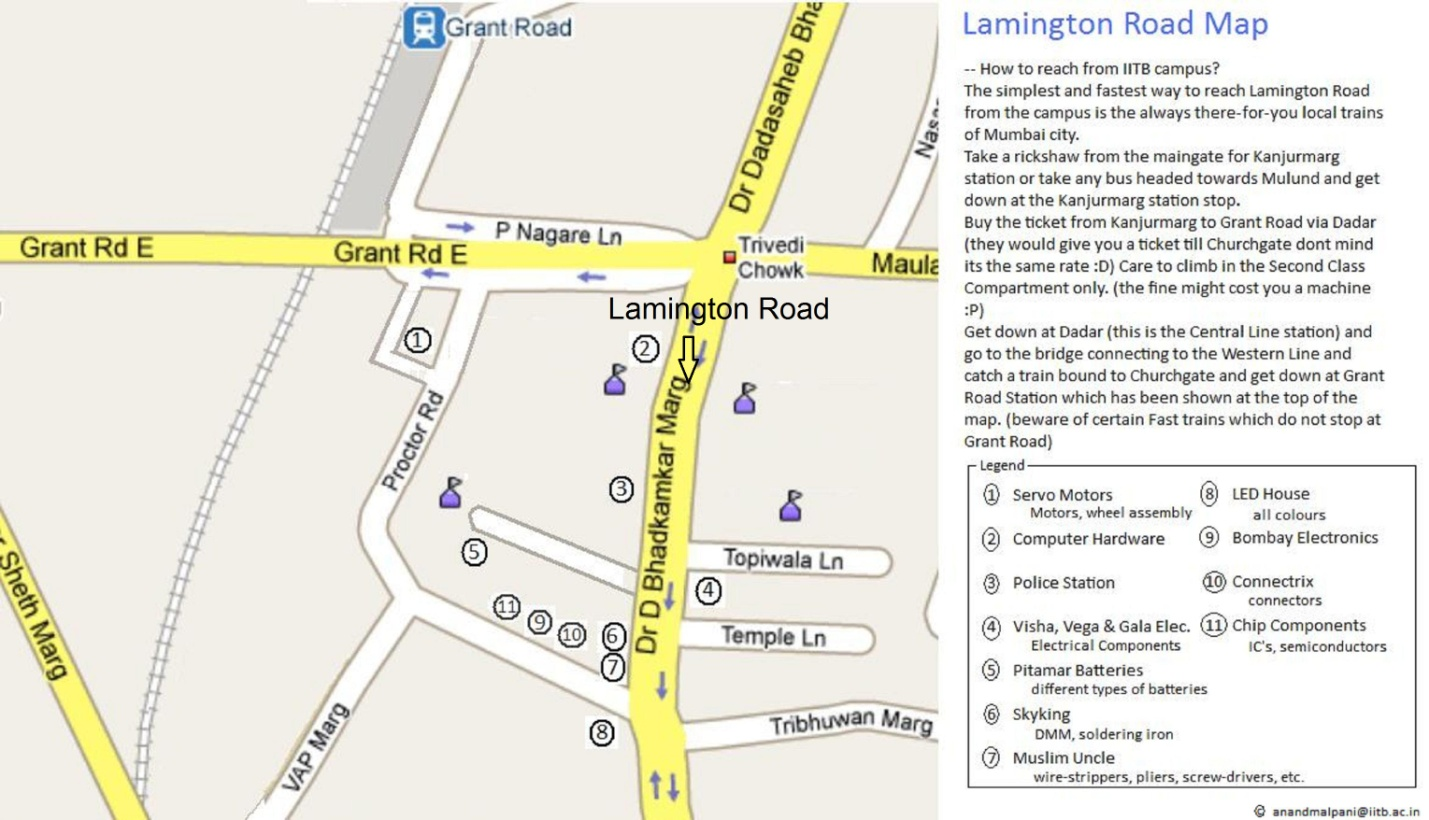 Grant Road
Dr Dadasaheb Bha
Nasa
P Nagare Ln
Grant Rd E
Grant Rd E
Trivedi
Chowk
Maula
Lamington Road
1
2
Proctor Rd
Dr D Bhadkamkar Marg
3
5
Topiwala Ln
4
r Sheth Marg
11
9
10
6
Temple Ln
7
VAP Marg
8
Tribhuwan Marg
Lamington Road Map
-- How to reach from IITB campus?
The simplest and fastest way to reach Lamington Road
from the campus is the always there-for-you local trains
of Mumbai city.
Take a rickshaw from the maingate for Kanjurmarg
station or take any bus headed towards Mulund and get
down at the Kanjurmarg station stop.
Buy the ticket from Kanjurmarg to Grant Road via Dadar
(they would give you a ticket till Churchgate dont mind
its the same rate :D) Care to climb in the Second Class
Compartment only. (the fine might cost you a machine
:P)
Get down at Dadar (this is the Central Line station) and
go to the bridge connecting to the Western Line and
catch a train bound to Churchgate and get down at Grant
Road Station which has been shown at the top of the
map. (beware of certain Fast trains which do not stop at
Grant Road)
Legend
1 Servo Motors
Motors, wheel assembly
2 Computer Hardware
3 Police Station
4 Visha, Vega & Gala Elec.
Electrical Components
5 Pitamar Batteries
different types of batteries
6 Skyking
DMM, soldering iron
7 Muslim Uncle
wire-strippers, pliers, screw-drivers, etc.
8 LED House
all colours
9 Bombay Electronics
10 Connectrix
connectors
11 Chip Components
IC's, semiconductors
© anandmalpani@iitb.ac.in